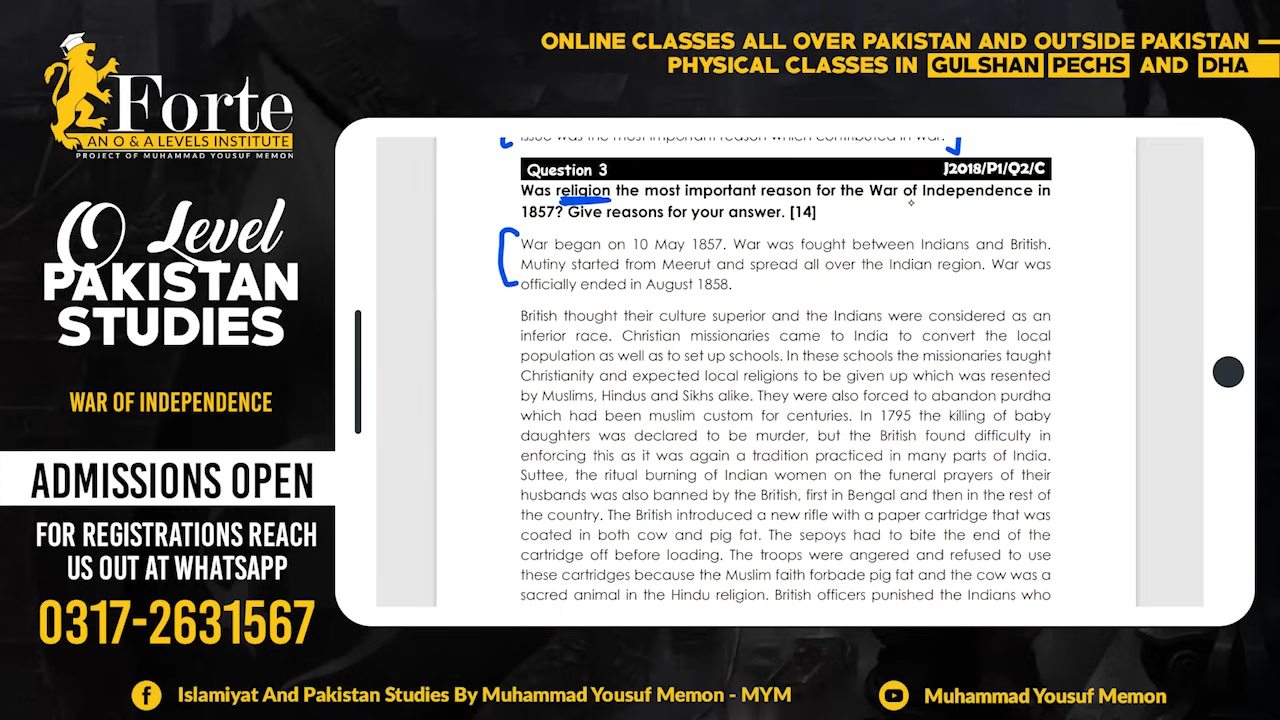 Forte
AN O & A LEVELS INSTITUTE
PROJECT OF MUHAMMAD YOUSUF MEMON
O Level
PAKISTAN
STUDIES
WAR OF INDEPENDENCE
ADMISSIONS OPEN
FOR REGISTRATIONS REACH
US OUT AT WHATSAPP
0317-2631567
ONLINE CLASSES ALL OVER PAKISTAN AND OUTSIDE PAKISTAN
PHYSICAL CLASSES IN GULSHAN PECHS AND DHA
issue was the most important reason which contributed in war.
Question 3 J2018/P1/Q2/C
Was religion the most important reason for the War of Independence in
1857? Give reasons for your answer. [14]
War began on 10 May 1857. War was fought between Indians and British.
Mutiny started from Meerut and spread all over the Indian region. War was
officially ended in August 1858.
British thought their culture superior and the Indians were considered as an
inferior race. Christian missionaries came to India to convert the local
population as well as to set up schools. In these schools the missionaries taught
Christianity and expected local religions to be given up which was resented
by Muslims, Hindus and Sikhs alike. They were also forced to abandon purdha
which had been muslim custom for centuries. In 1795 the killing of baby
daughters was declared to be murder, but the British found difficulty in
enforcing this as it was again a tradition practiced in many parts of India.
Suttee, the ritual burning of Indian women on the funeral prayers of their
husbands was also banned by the British, first in Bengal and then in the rest of
the country. The British introduced a new rifle with a paper cartridge that was
coated in both cow and pig fat. The sepoys had to bite the end of the
cartridge off before loading. The troops were angered and refused to use
these cartridges because the Muslim faith forbade pig fat and the cow was a
sacred animal in the Hindu religion. British officers punished the Indians who
Islamiyat And Pakistan Studies By Muhammad Yousuf Memon - MYM
Muhammad Yousuf Memon